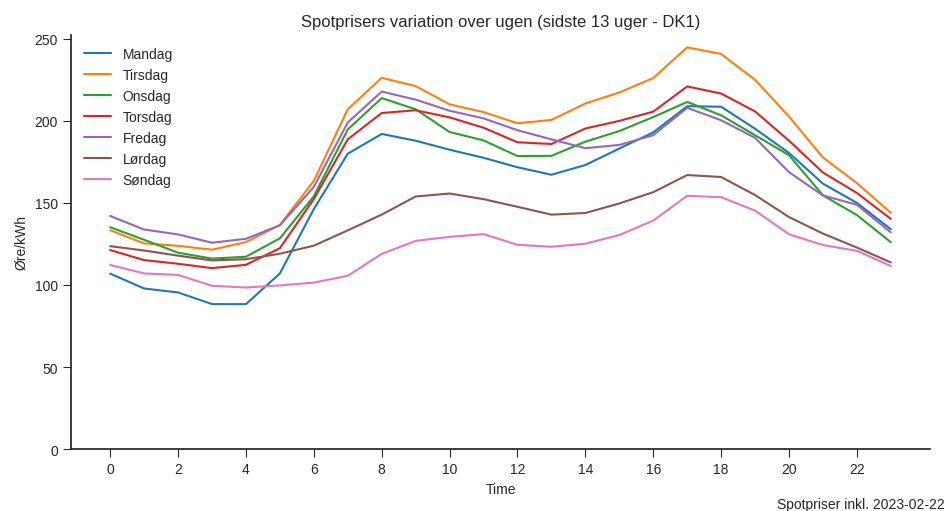 Spotprisers variation over ugen (sidste 13 uger - DK1)
250
200
150
100
50
0
Øre/kWh
Mandag
Tirsdag
Onsdag
Torsdag
Fredag
Lørdag
Søndag
0 2 4 6 8 10 12 14 16 18 20 22
Time
Spotpriser inkl. 2023-02-22